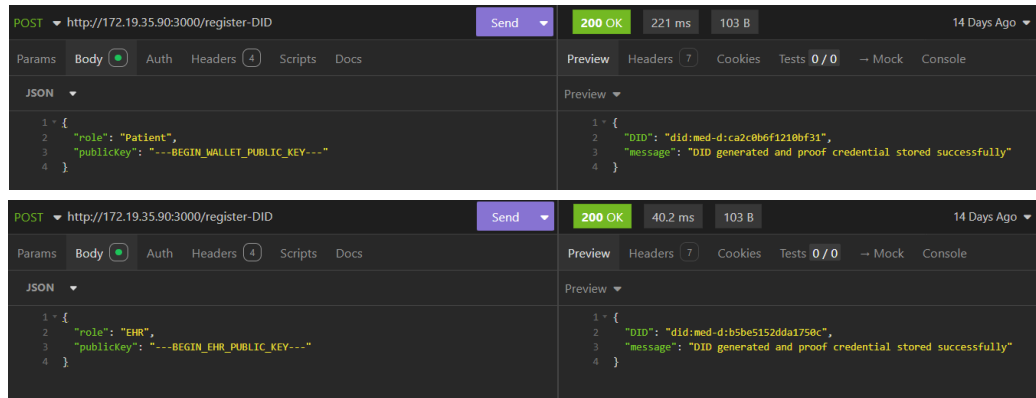 POST http://172.19.35.90:3000/register-DID Send 200 OK 221 ms 103 B 14 Days Ago
Params Body Auth Headers 4 Scripts Docs Preview Headers 7 Cookies Tests 0 / 0 → Mock Console
JSON Preview
1 { 1 {
2 "role": "Patient", 2 "DID": "did:med-d:ca2c0b6f1210bf31",
3 "publicKey": "---BEGIN_WALLET_PUBLIC_KEY---" 3 "message": "DID generated and proof credential stored successfully"
4 } 4 }
POST http://172.19.35.90:3000/register-DID Send 200 OK 40.2 ms 103 B 14 Days Ago
Params Body Auth Headers 4 Scripts Docs Preview Headers 7 Cookies Tests 0 / 0 → Mock Console
JSON Preview
1 { 1 {
2 "role": "EHR", 2 "DID": "did:med-d:b5be5152dda1750c",
3 "publicKey": "---BEGIN_EHR_PUBLIC_KEY---" 3 "message": "DID generated and proof credential stored successfully"
4 } 4 }